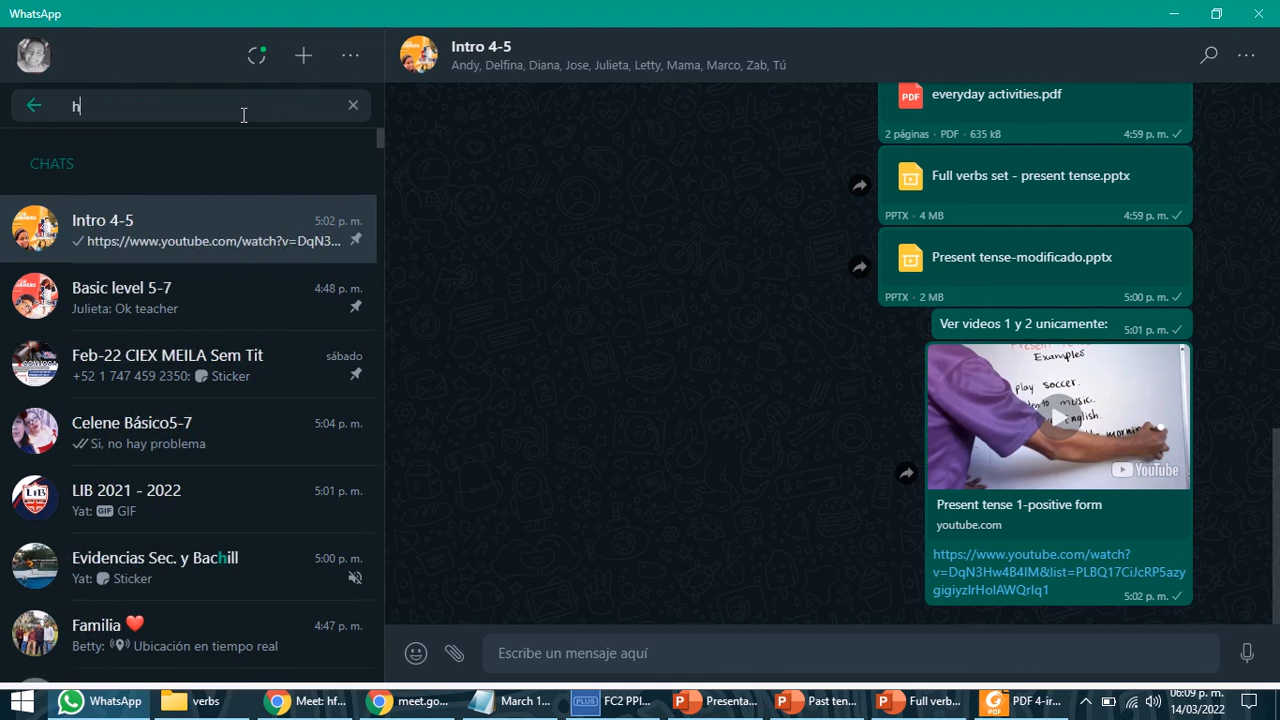 WhatsApp
Intro 4-5
Andy, Delfina, Diana, Jose, Julieta, Letty, Mama, Marco, Zab, Tú
h
CHATS
Intro 4-5
5:02 p. m.
https://www.youtube.com/watch?v=DqN3...
Basic level 5-7
4:48 p. m.
Julieta: Ok teacher
Feb-22 CIEX MEILA Sem Tit
sábado
+52 1 747 459 2350: Sticker
Celene Básico5-7
5:04 p. m.
Si, no hay problema
LIB 2021 - 2022
5:01 p. m.
Yat: GIF GIF
Evidencias Sec. y Bachill
5:00 p. m.
Yat: Sticker
Familia
4:47 p. m.
Betty: Ubicación en tiempo real
everyday activities.pdf
2 páginas · PDF · 635 kB
4:59 p. m.
Full verbs set - present tense.pptx
PPTX · 4 MB
4:59 p. m.
Present tense-modificado.pptx
PPTX · 2 MB
5:00 p. m.
Ver videos 1 y 2 unicamente:
5:01 p. m.
Examples
play soccer.
to music.
English.
YouTube
Present tense 1-positive form
youtube.com
https://www.youtube.com/watch?
v=DqN3Hw4B4IM&list=PLBQ17CiJcRP5azy
gigiyzIrHolAWQrIq1
5:02 p. m.
Escribe un mensaje aquí
WhatsApp
verbs
Meet: hf...
meet.go...
March 1...
PLUS
FC2 PPI...
Presenta...
Past ten...
Full verb...
PDF
PDF 4-ir...
06:09 p. m.
14/03/2022